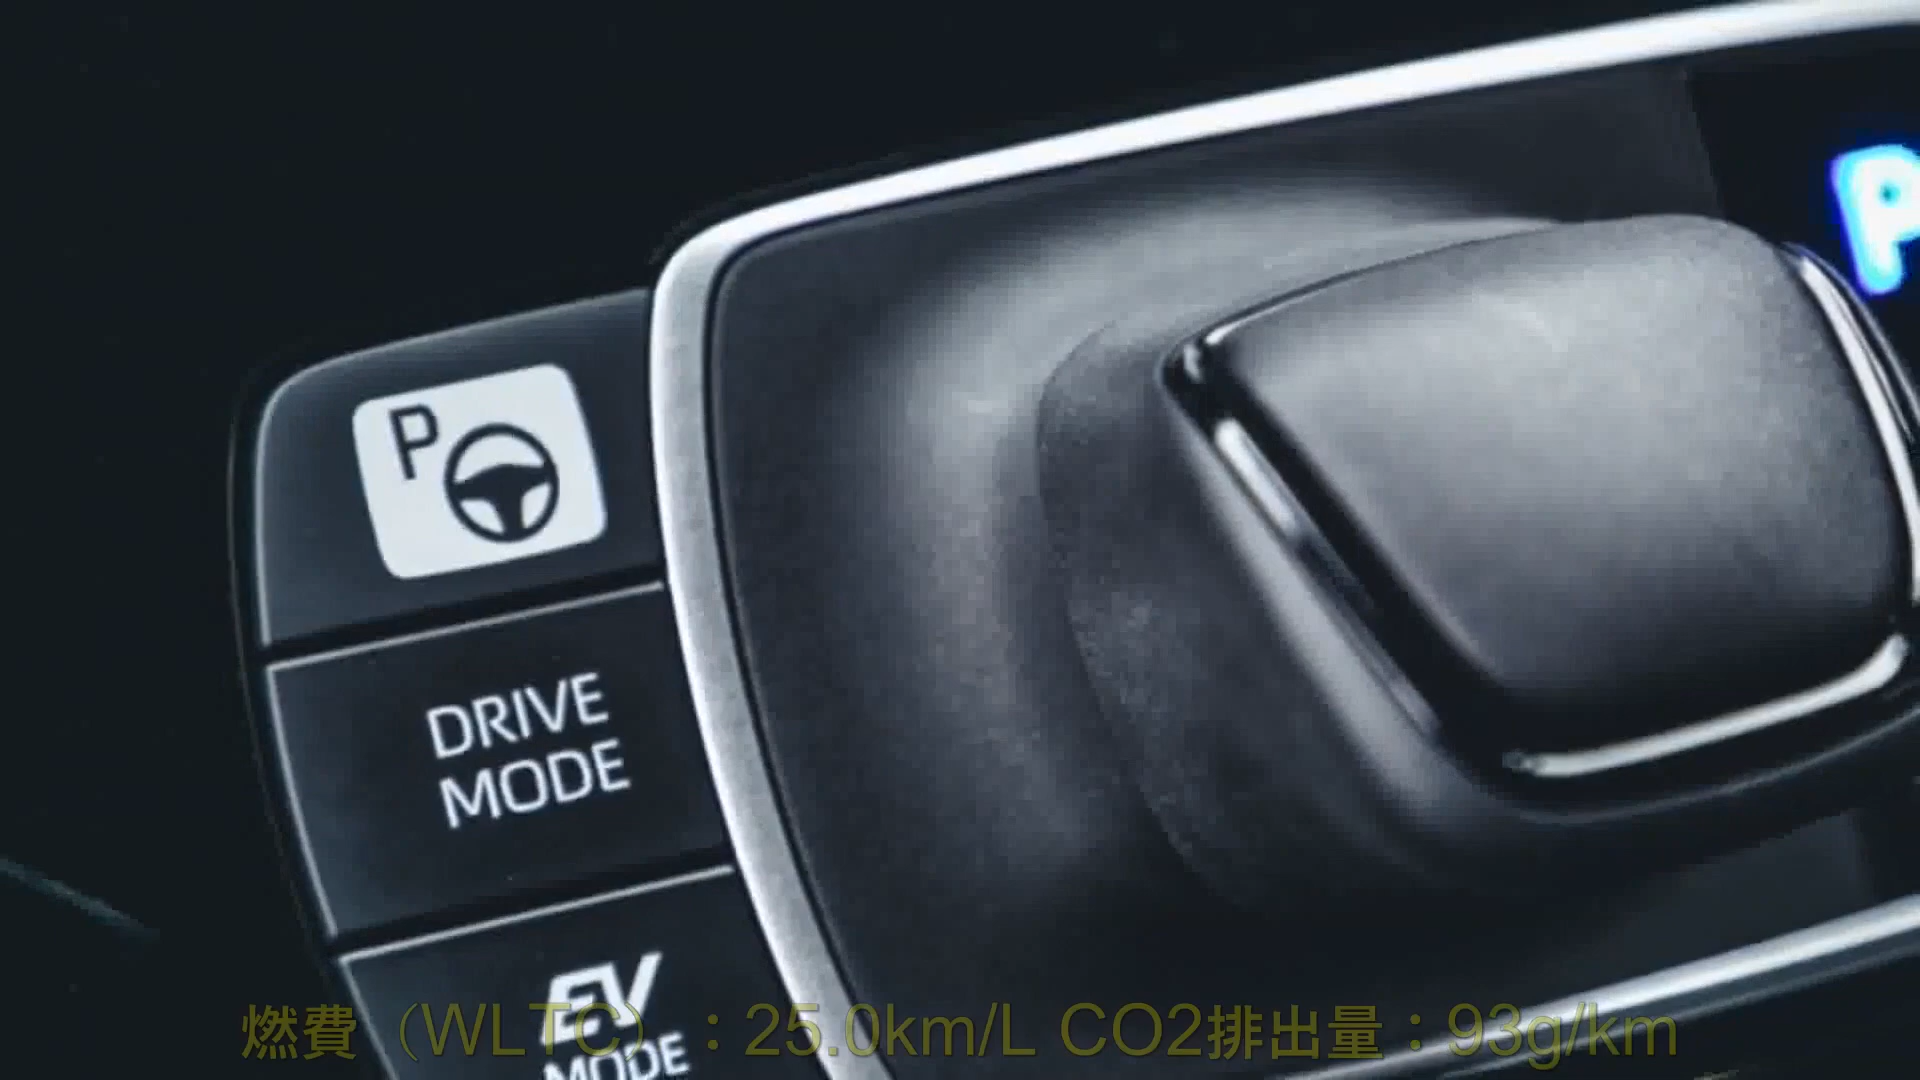 P
P
DRIVE
MODE
EV
MODE
燃費（WLTC）：25.0km/L CO2排出量：93g/km